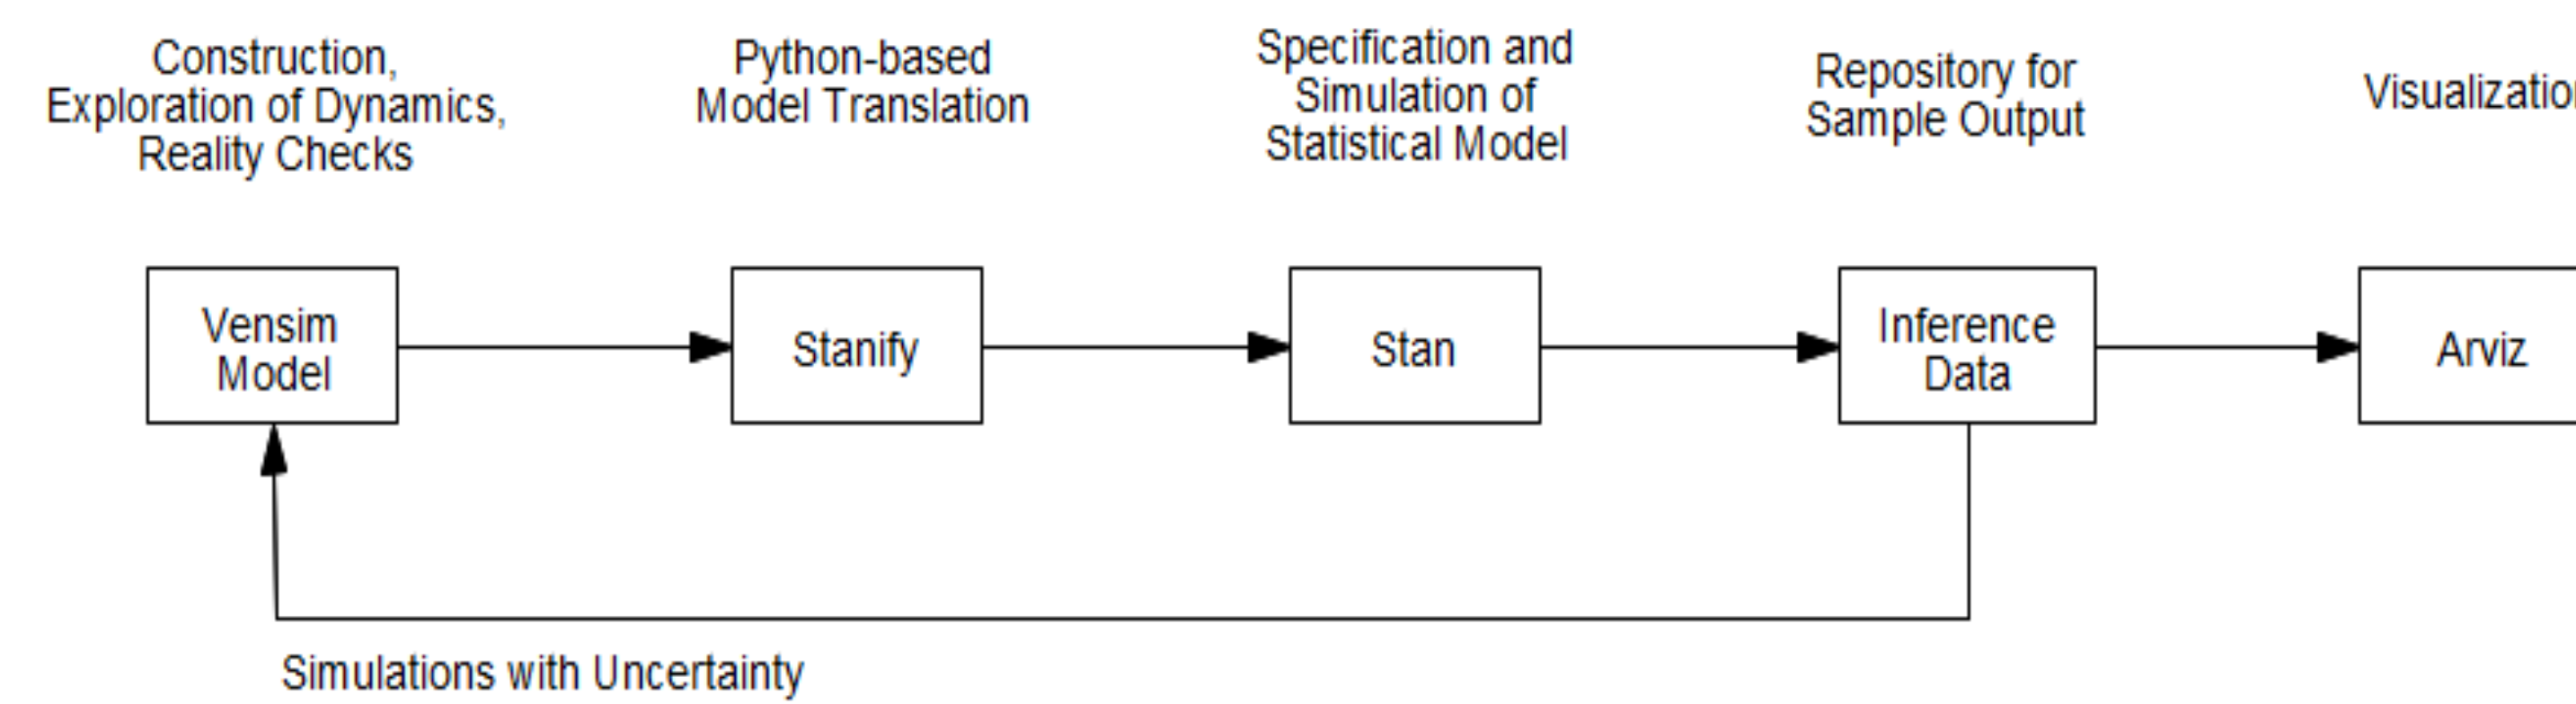 Construction,
Exploration of Dynamics,
Reality Checks
Python-based
Model Translation
Specification and
Simulation of
Statistical Model
Repository for
Sample Output
Visualization
Vensim
Model
Stanify
Stan
Inference
Data
Arviz
Simulations with Uncertainty